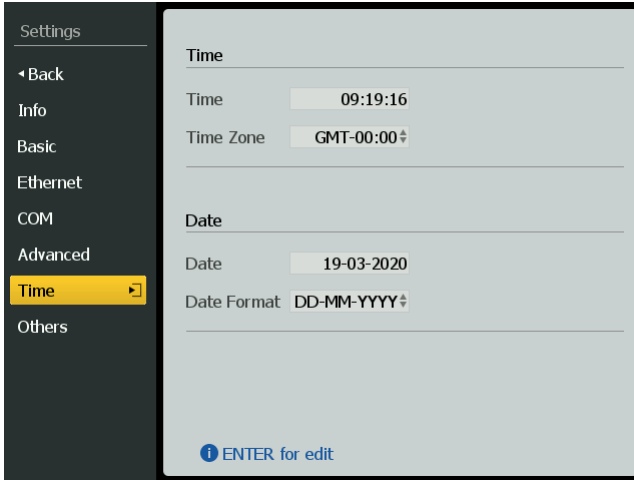 Settings
Back
Info
Basic
Ethernet
COM
Advanced
Time
Others
Time
Time 09:19:16
Time Zone GMT-00:00
Date
Date 19-03-2020
Date Format DD-MM-YYYY
ENTER for edit